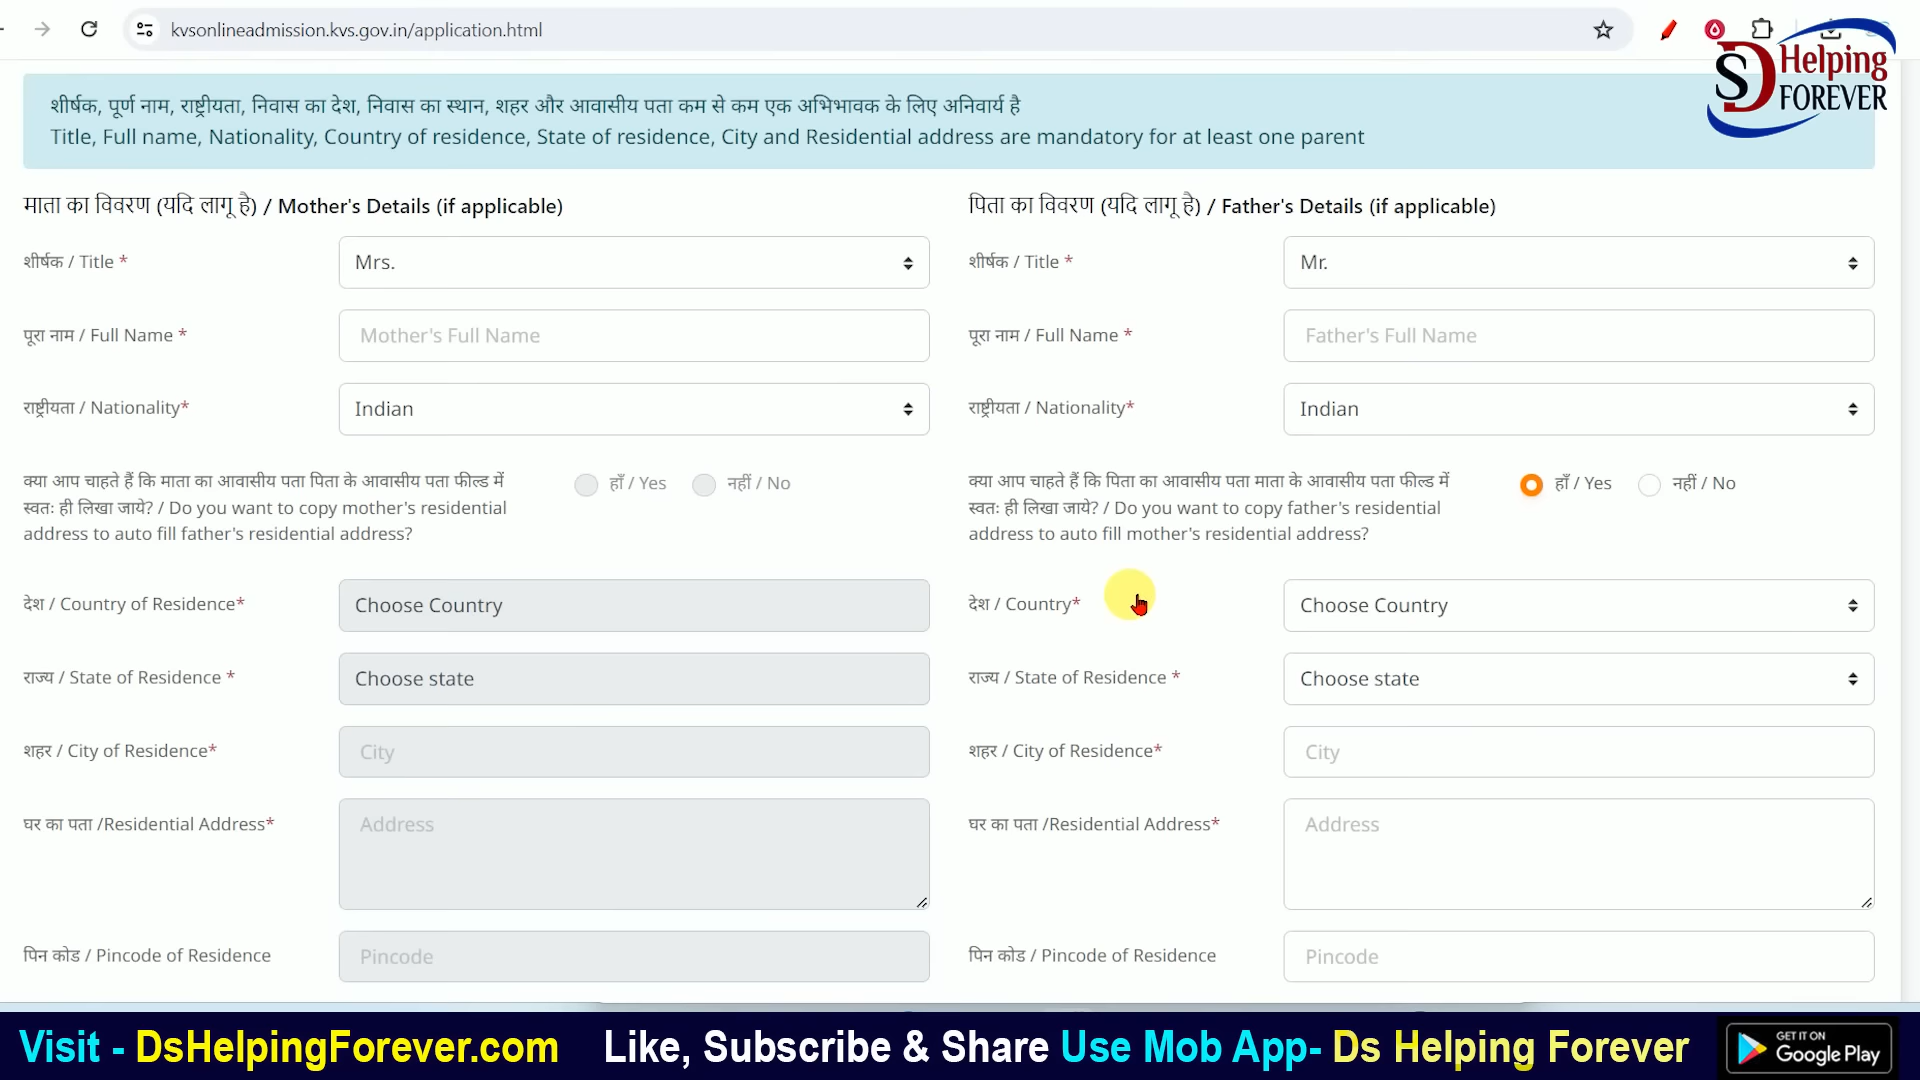 kvsonlineadmission.kvs.gov.in/application.html
SD Helping
FOREVER
शीर्षक, पूर्ण नाम, राष्ट्रीयता, निवास का देश, निवास का स्थान, शहर और आवासीय पता कम से कम एक अभिभावक के लिए अनिवार्य है
Title, Full name, Nationality, Country of residence, State of residence, City and Residential address are mandatory for at least one parent
माता का विवरण (यदि लागू है) / Mother's Details (if applicable)
शीर्षक / Title *
Mrs.
पूरा नाम / Full Name *
Mother's Full Name
राष्ट्रीयता / Nationality*
Indian
क्या आप चाहते हैं कि माता का आवासीय पता पिता के आवासीय पता फील्ड में
स्वतः ही लिखा जाये? / Do you want to copy mother's residential
address to auto fill father's residential address?
हाँ / Yes
नहीं / No
देश / Country of Residence*
Choose Country
राज्य / State of Residence *
Choose state
शहर / City of Residence*
City
घर का पता /Residential Address*
Address
पिन कोड / Pincode of Residence
Pincode
पिता का विवरण (यदि लागू है) / Father's Details (if applicable)
शीर्षक / Title *
Mr.
पूरा नाम / Full Name *
Father's Full Name
राष्ट्रीयता / Nationality*
Indian
क्या आप चाहते हैं कि पिता का आवासीय पता माता के आवासीय पता फील्ड में
स्वतः ही लिखा जाये? / Do you want to copy father's residential
address to auto fill mother's residential address?
हाँ / Yes
नहीं / No
देश / Country*
Choose Country
राज्य / State of Residence *
Choose state
शहर / City of Residence*
City
घर का पता /Residential Address*
Address
पिन कोड / Pincode of Residence
Pincode
Visit - DsHelpingForever.com Like, Subscribe & Share Use Mob App- Ds Helping Forever
GET IT ON
Google Play